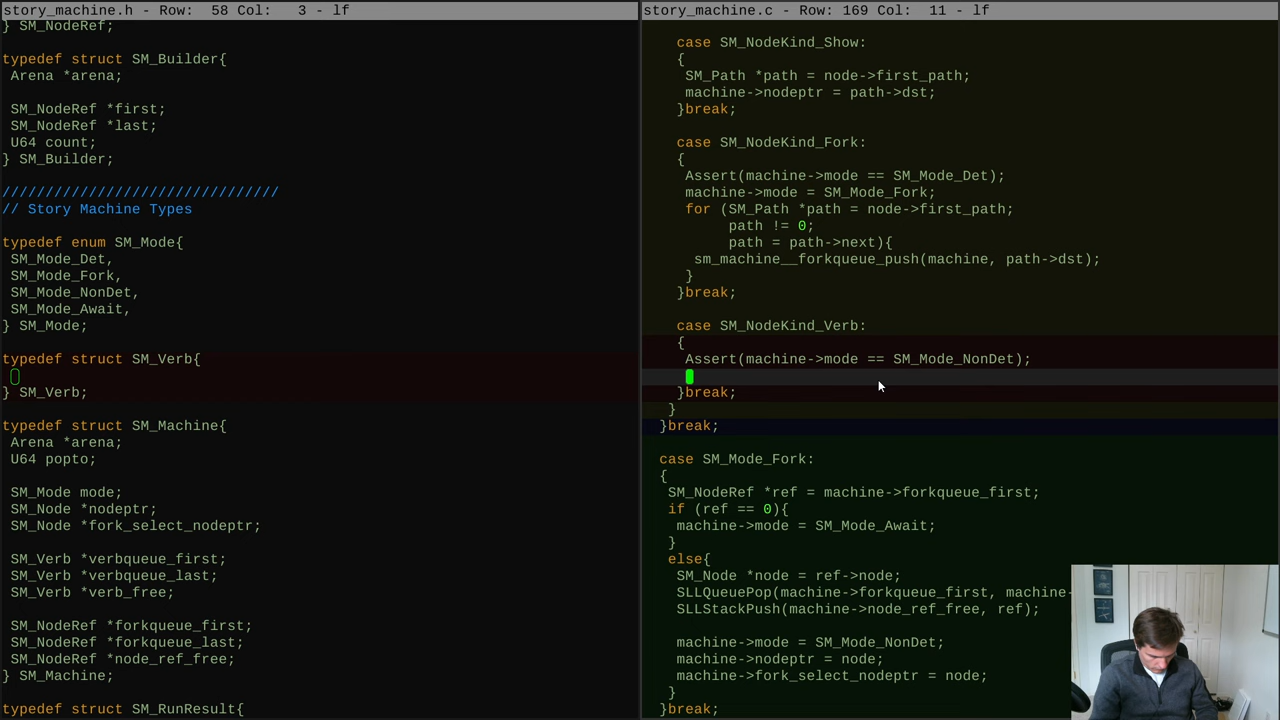 story_machine.h - Row:  58 Col:   3 - lf
} SM_NodeRef;
typedef struct SM_Builder{
Arena *arena;
SM_NodeRef *first;
SM_NodeRef *last;
U64 count;
} SM_Builder;
////////////////////////////////
// Story Machine Types
typedef enum SM_Mode{
SM_Mode_Det,
SM_Mode_Fork,
SM_Mode_NonDet,
SM_Mode_Await,
} SM_Mode;
typedef struct SM_Verb{
} SM_Verb;
typedef struct SM_Machine{
Arena *arena;
U64 popto;
SM_Mode mode;
SM_Node *nodeptr;
SM_Node *fork_select_nodeptr;
SM_Verb *verbqueue_first;
SM_Verb *verbqueue_last;
SM_Verb *verb_free;
SM_NodeRef *forkqueue_first;
SM_NodeRef *forkqueue_last;
SM_NodeRef *node_ref_free;
} SM_Machine;
typedef struct SM_RunResult{
story_machine.c - Row: 169 Col:  11 - lf
case SM_NodeKind_Show:
{
SM_Path *path = node->first_path;
machine->nodeptr = path->dst;
}break;
case SM_NodeKind_Fork:
{
Assert(machine->mode == SM_Mode_Det);
machine->mode = SM_Mode_Fork;
for (SM_Path *path = node->first_path;
path != 0;
path = path->next){
sm_machine__forkqueue_push(machine, path->dst);
}
}break;
case SM_NodeKind_Verb:
{
Assert(machine->mode == SM_Mode_NonDet);
}break;
}
}break;
case SM_Mode_Fork:
{
SM_NodeRef *ref = machine->forkqueue_first;
if (ref == 0){
machine->mode = SM_Mode_Await;
}
else{
SM_Node *node = ref->node;
SLLQueuePop(machine->forkqueue_first, machine-
SLLStackPush(machine->node_ref_free, ref);
machine->mode = SM_Mode_NonDet;
machine->nodeptr = node;
machine->fork_select_nodeptr = node;
}
}break;